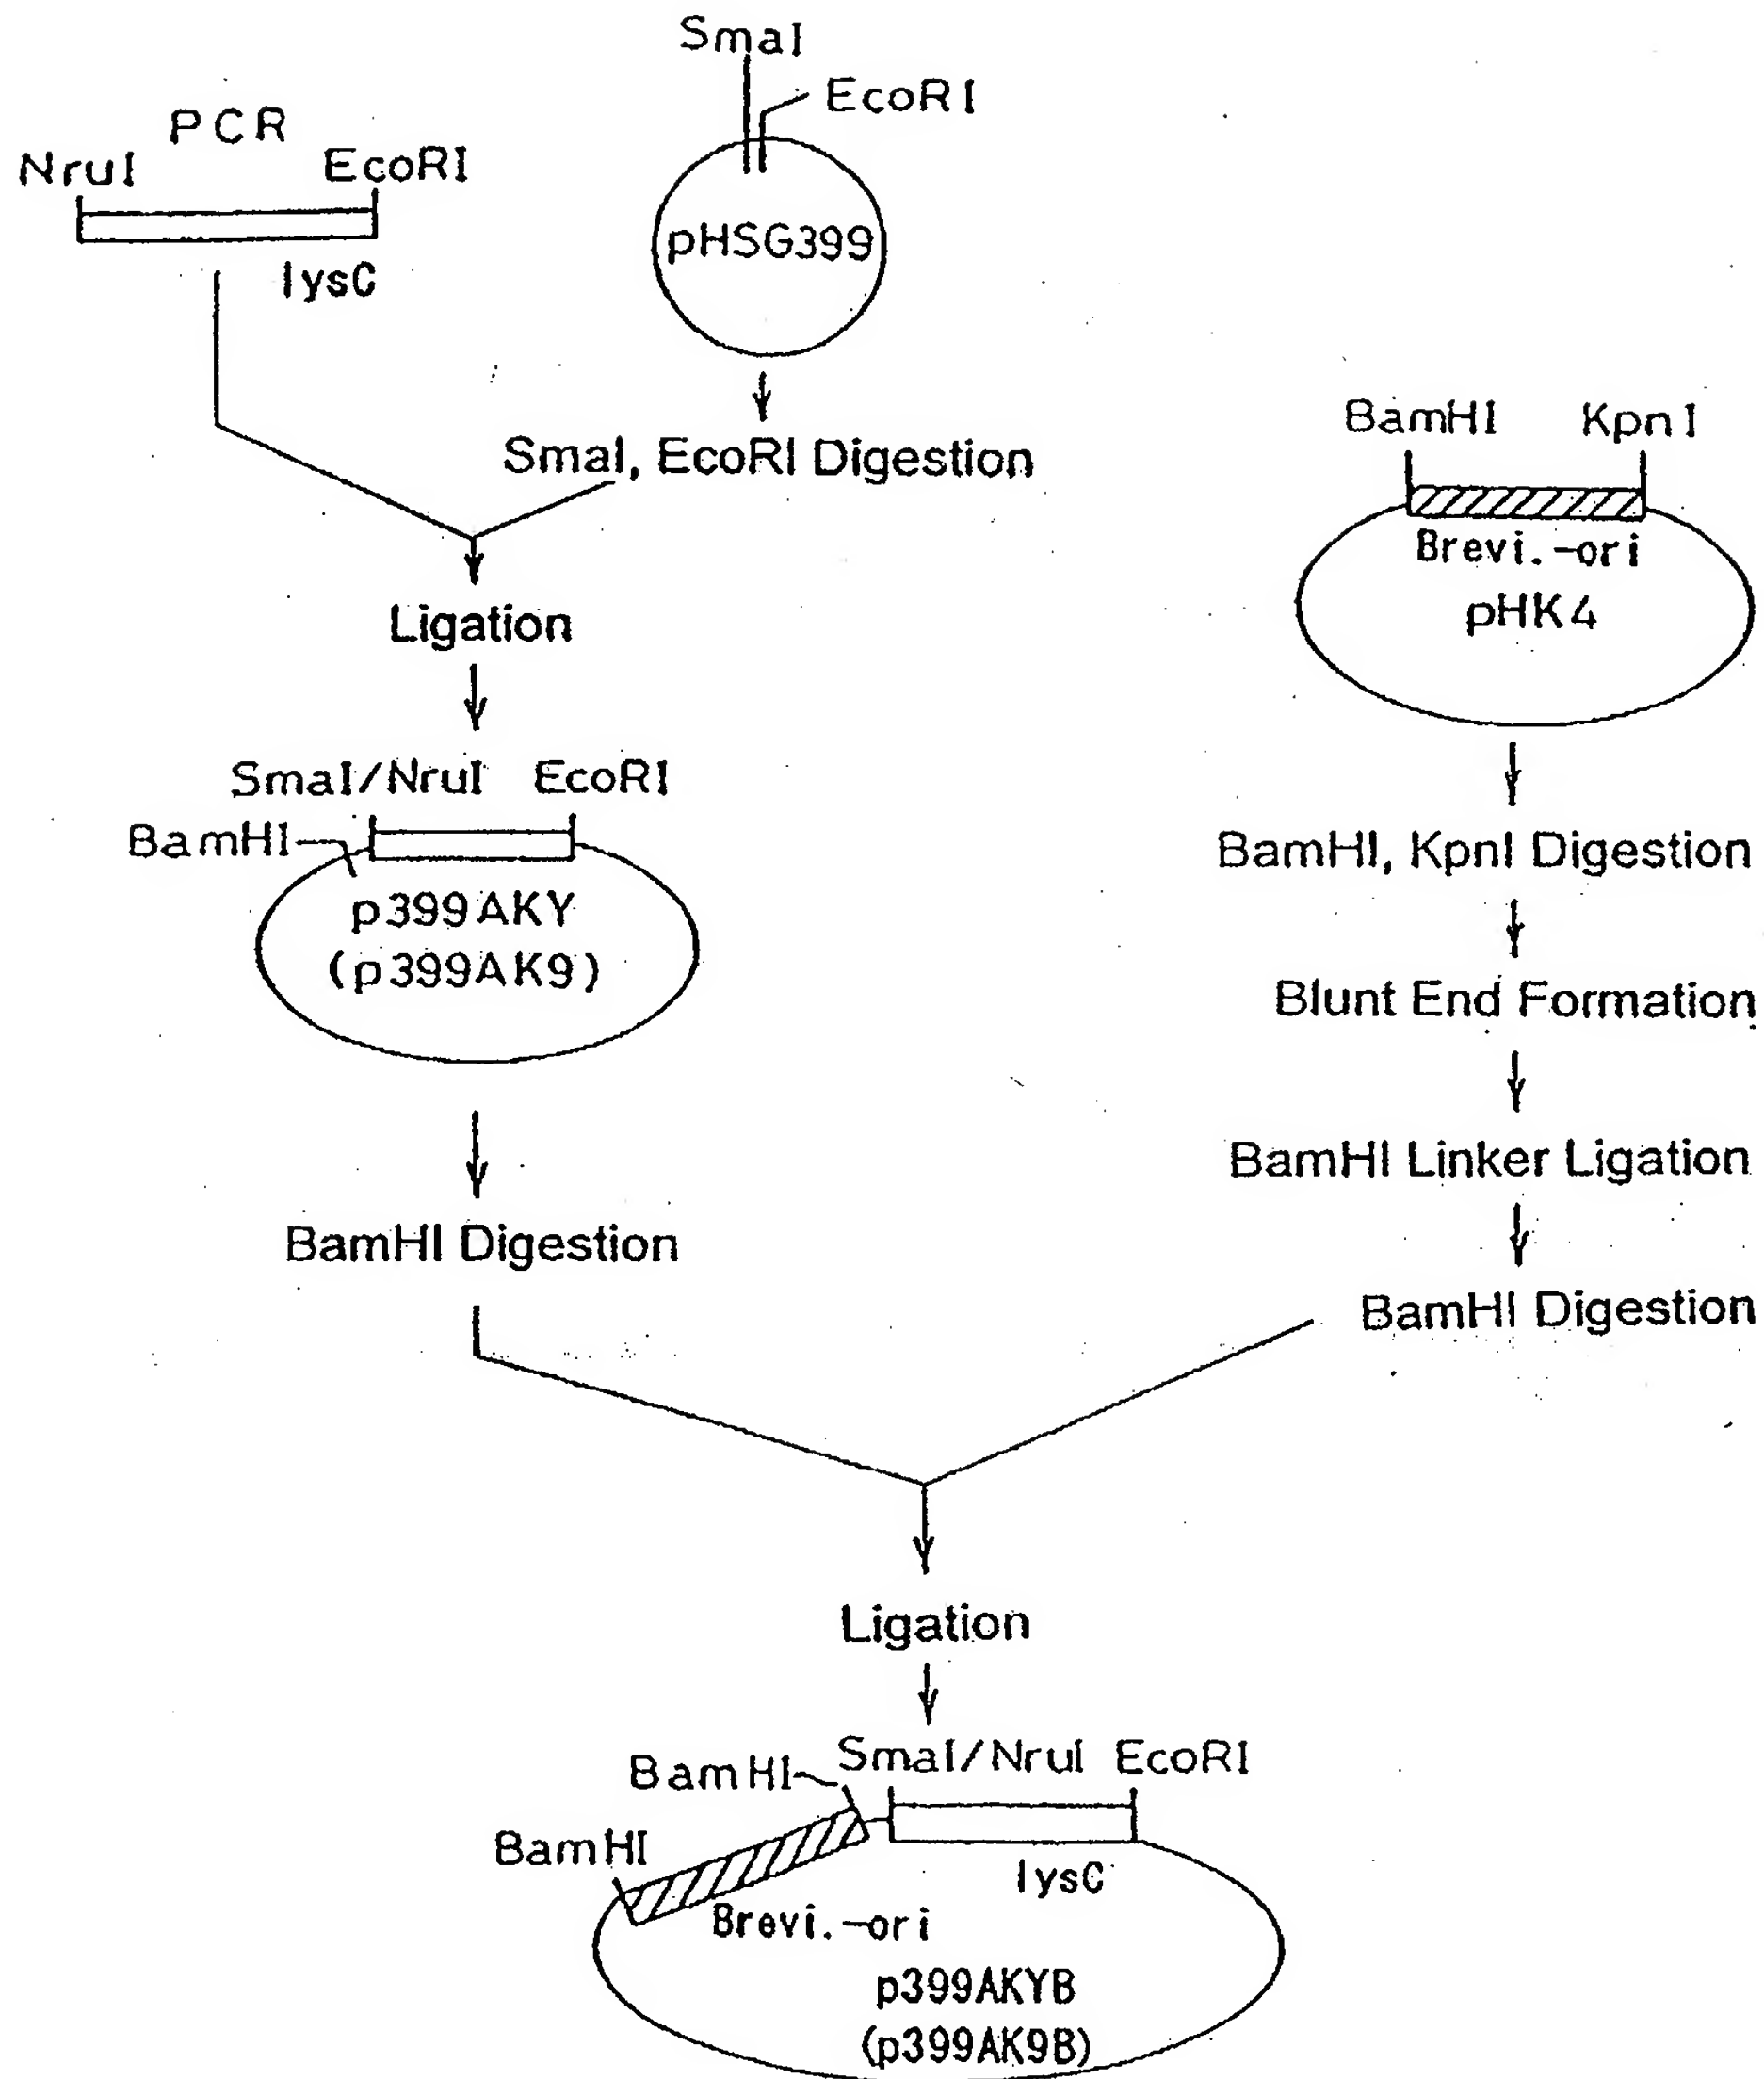 SmaI
EcoRI
PCR
NruI EcoRI
lysC
pHSG399
SmaI, EcoRI Digestion
Ligation
BamHI KpnI
Brevi.-ori
pHK4
SmaI/NruI EcoRI
BamHI
p399AKY
(p399AK9)
BamHI Digestion
BamHI, KpnI Digestion
Blunt End Formation
BamHI Linker Ligation
BamHI Digestion
Ligation
SmaI/NruI EcoRI
BamHI
BamHI
lysC
Brevi.-ori
p399AKYB
(p399AK9B)